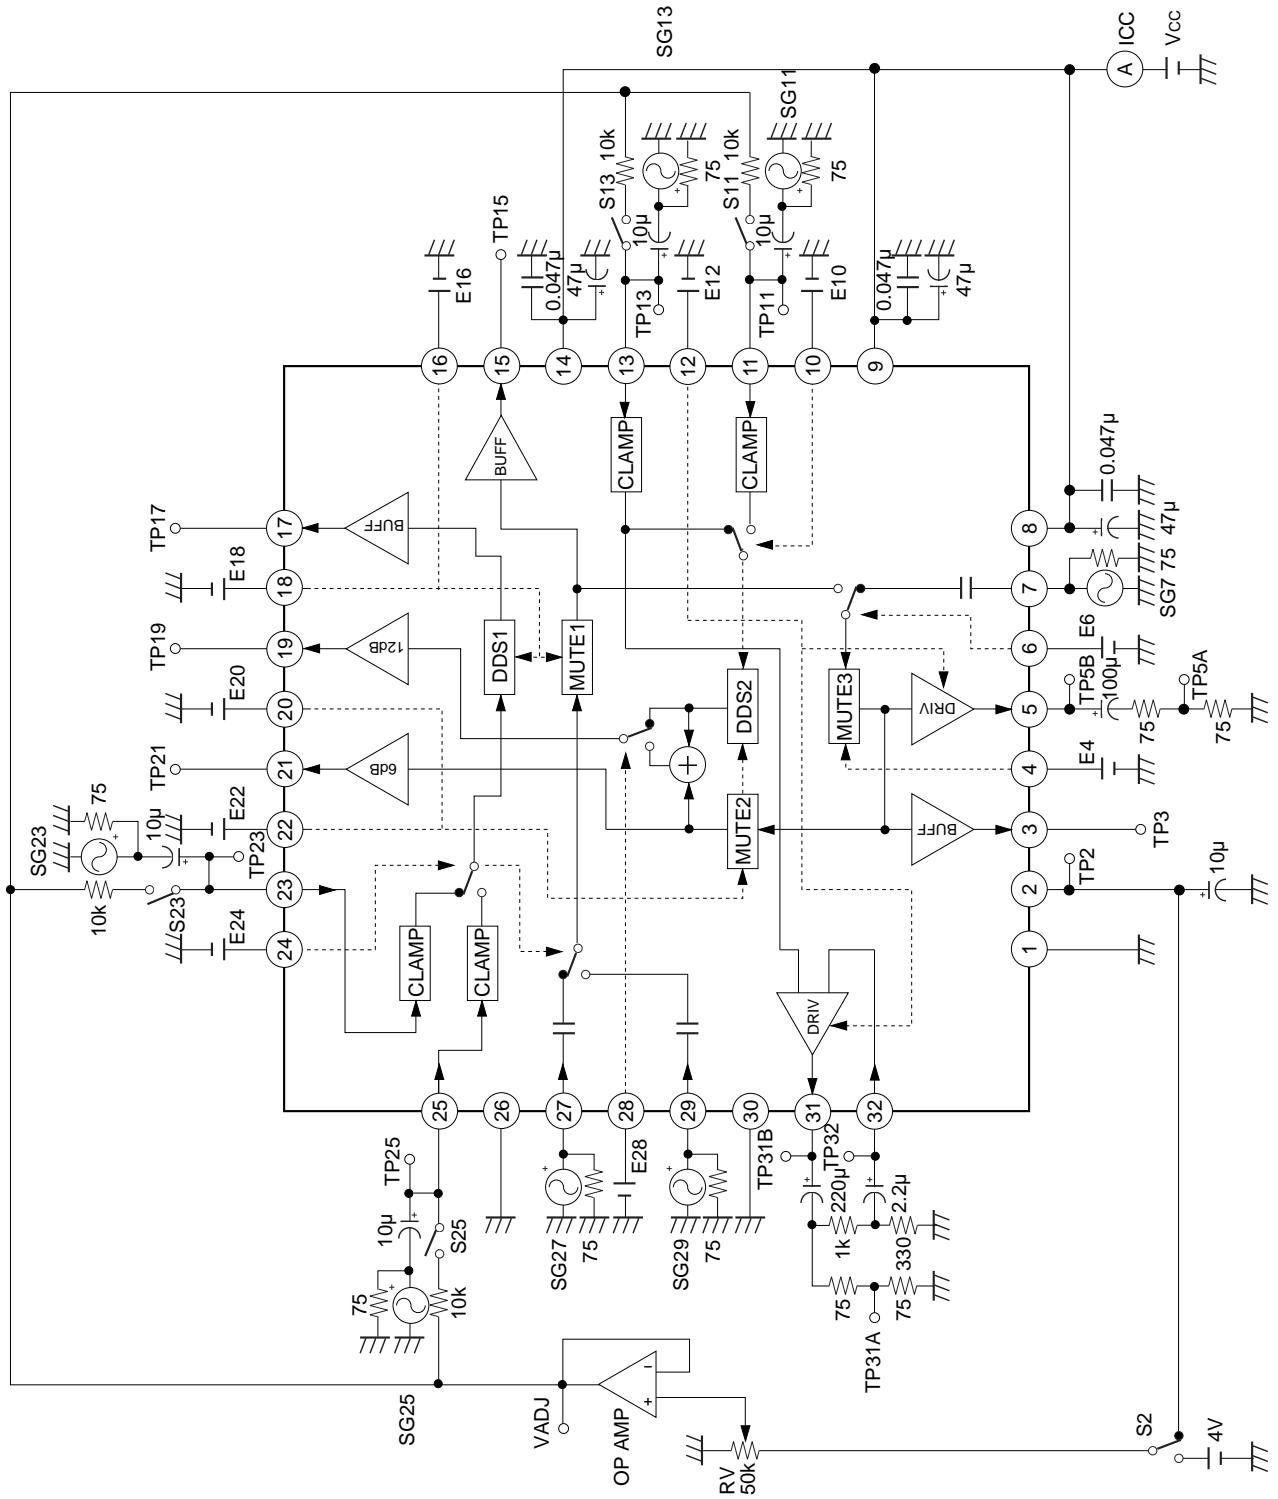 SG13
ICC
A
VCC
SG11
10k
10k
S13
S11
75
75
10µ
10µ
TP15
E16
0.047µ
47µ
TP13
E12
TP11
E10
0.047µ
47µ
16
15
14
13
12
11
10
9
CLAMP
CLAMP
BUFF
TP17
17
BUFF
E18
18
TP19
19
12dB
E20
20
TP21
21
6dB
E22
22
75
10µ
SG23
TP23
23
10k
S23
E24
24
DDS1
MUTE1
DDS2
MUTE2
MUTE3
DRIV
BUFF
CLAMP
CLAMP
DRIV
8
0.047µ
47µ
7
75
SG7
6
E6
5
TP5B
100µ
75
TP5A
75
4
E4
3
TP3
2
TP2
10µ
1
25
26
27
28
29
30
31
32
TP25
10µ
S25
75
10k
SG25
SG27
75
E28
SG29
75
TP31B
TP32
220µ
2.2µ
1k
330
75
75
TP31A
VADJ
OP AMP
+
−
RV
50k
S2
4V